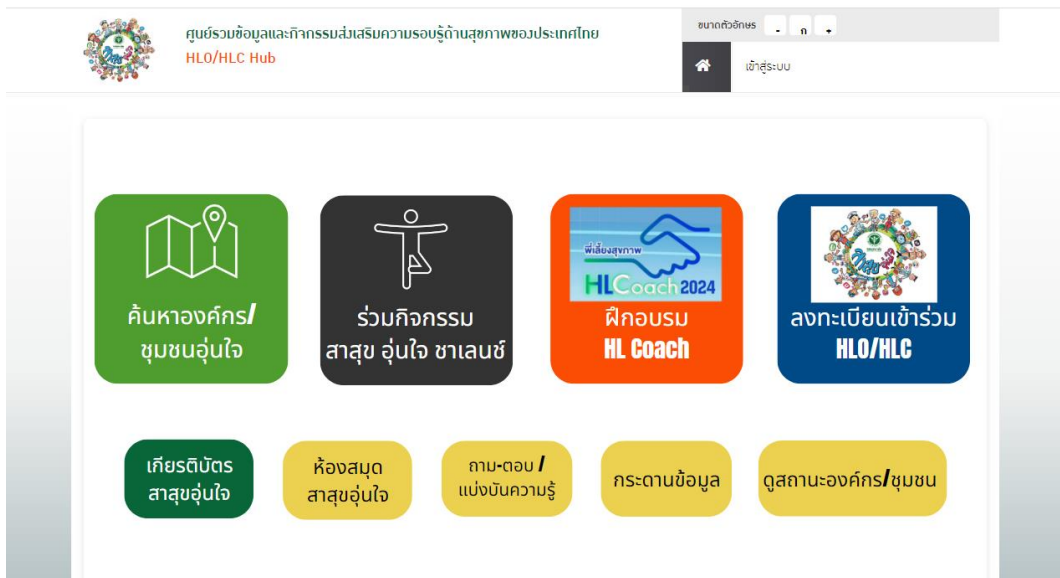 ศูนย์รวมข้อมูลและกิจกรรมส่งเสริมความรอบรู้ด้านสุขภาพของประเทศไทย
HLO/HLC Hub
ขนาดตัวอักษร - ก +
เข้าสู่ระบบ
พี่เลี้ยงสุขภาพ
HLCoach 2024
ค้นหาองค์กร/
ชุมชนอุ่นใจ
ร่วมกิจกรรม
สาสุข อุ่นใจ ชาเลนช์
ฝึกอบรม
HL Coach
ลงทะเบียนเข้าร่วม
HLO/HLC
เกียรติบัตร
สาสุขอุ่นใจ
ห้องสมุด
สาสุขอุ่นใจ
ถาม-ตอบ /
แบ่งบันความรู้
กระดานข้อมูล
ดูสถานะองค์กร/ชุมชน